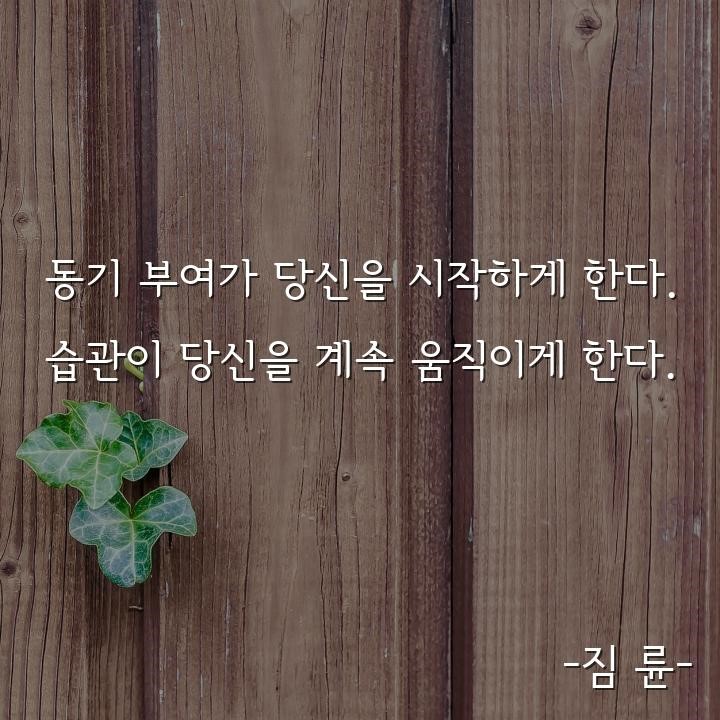 동기 부여가 당신을 시작하게 한다.
습관이 당신을 계속 움직이게 한다.
-짐 륜-